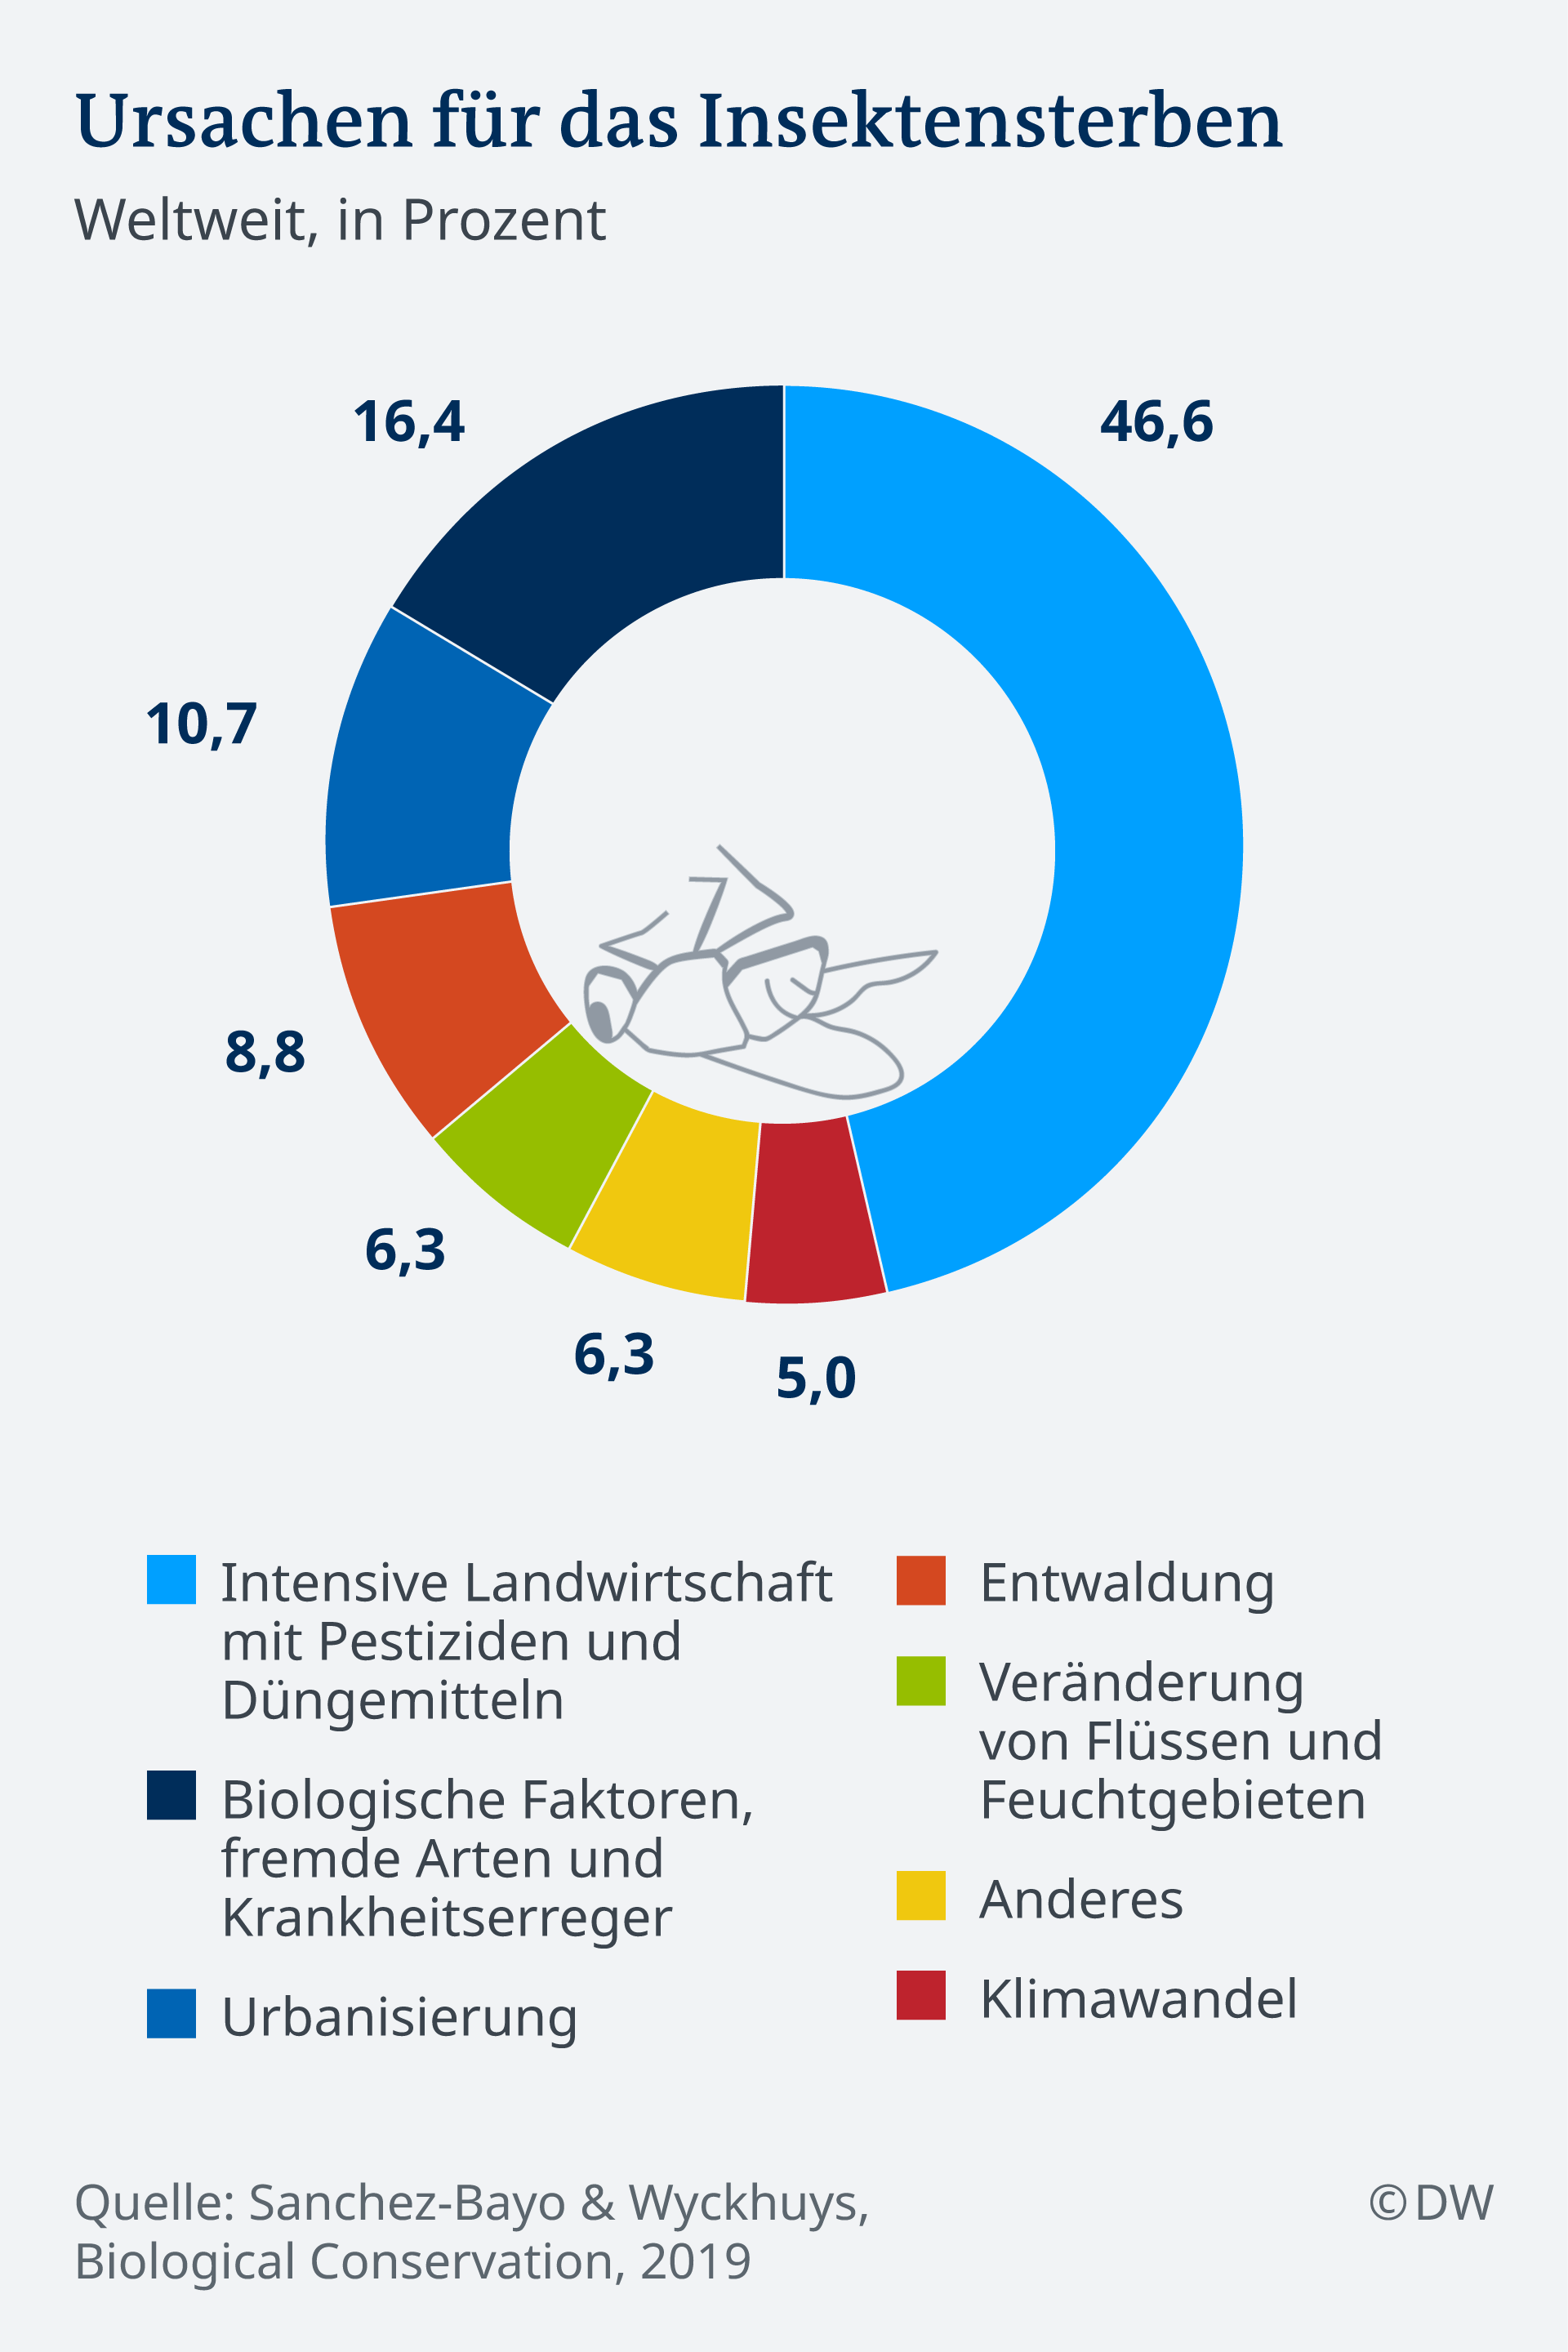 Ursachen für das Insektensterben
Weltweit, in Prozent
16,4
46,6
10,7
8,8
6,3
6,3
5,0
Intensive Landwirtschaft
mit Pestiziden und
Düngemitteln
Biologische Faktoren,
fremde Arten und
Krankheitserreger
Urbanisierung
Entwaldung
Veränderung
von Flüssen und
Feuchtgebieten
Anderes
Klimawandel
Quelle: Sanchez-Bayo & Wyckhuys,
Biological Conservation, 2019
© DW